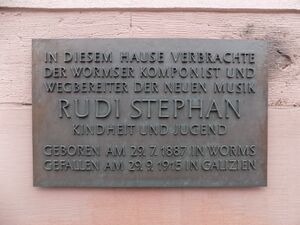 IN DIESEM HAUSE VERBRACHTE
DER WORMSER KOMPONIST UND
WEGBEREITER DER NEUEN MUSIK
RUDI STEPHAN
KINDHEIT UND JUGEND
GEBOREN AM 29.7.1887 IN WORMS
GEFALLEN AM 29.9.1915 IN GALIZIEN